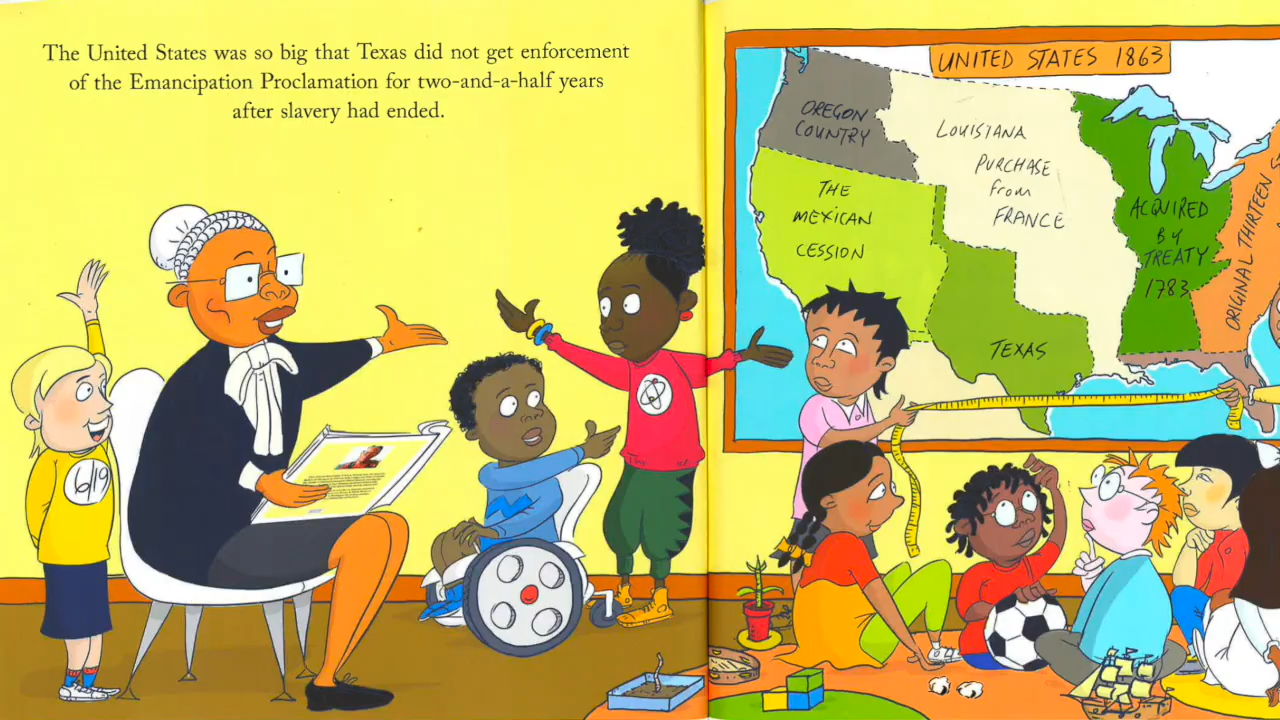 The United States was so big that Texas did not get enforcement
of the Emancipation Proclamation for two-and-a-half years
after slavery had ended.
6/9
UNITED STATES 1863
OREGON
COUNTRY
LOUISIANA
PURCHASE
from
FRANCE
THE
MEXICAN
CESSION
ACQUIRED
BY
TREATY
1783
ORIGINAL THIRTEEN S
TEXAS